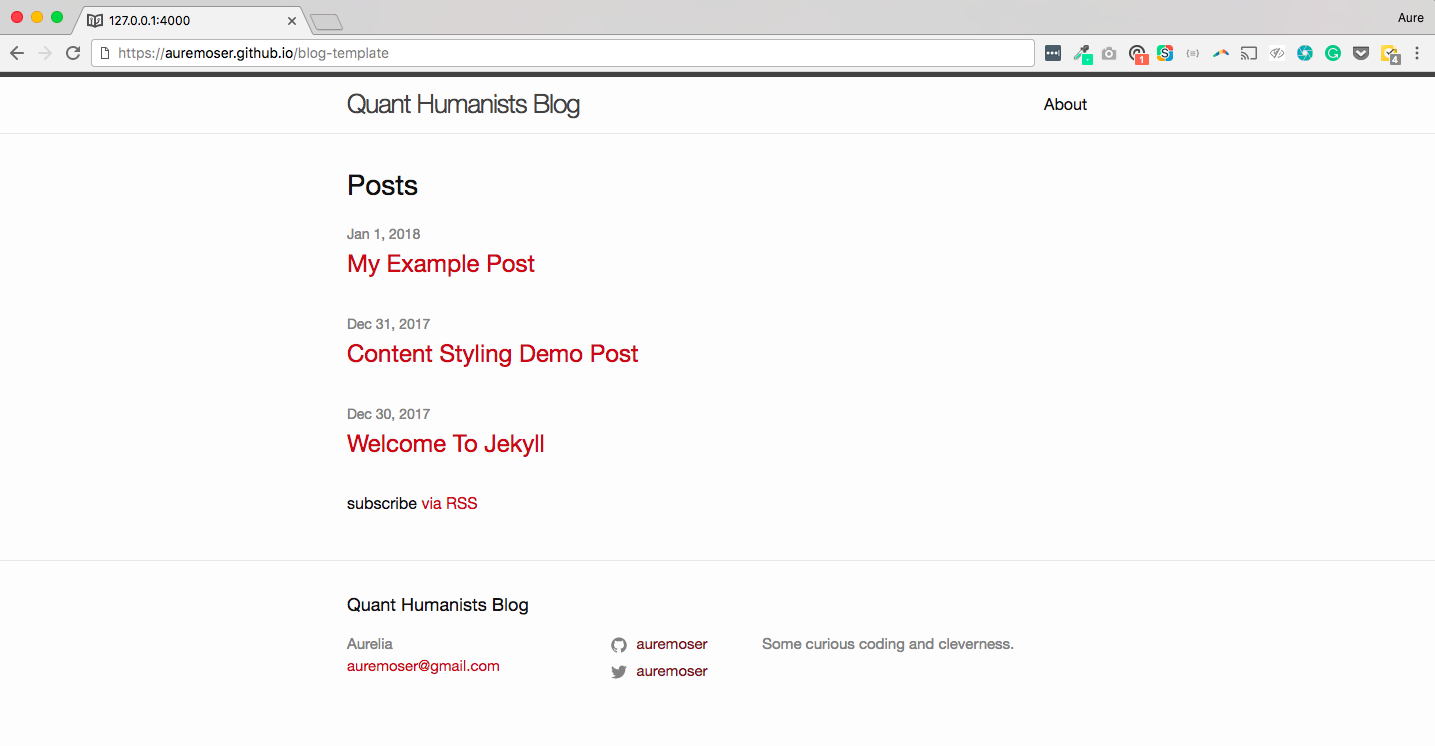 127.0.0.1:4000
Aure
https://auremoser.github.io/blog-template
1
4
Quant Humanists Blog
About
Posts
Jan 1, 2018
My Example Post
Dec 31, 2017
Content Styling Demo Post
Dec 30, 2017
Welcome To Jekyll
subscribe via RSS
Quant Humanists Blog
Aurelia
auremoser@gmail.com
auremoser
auremoser
Some curious coding and cleverness.